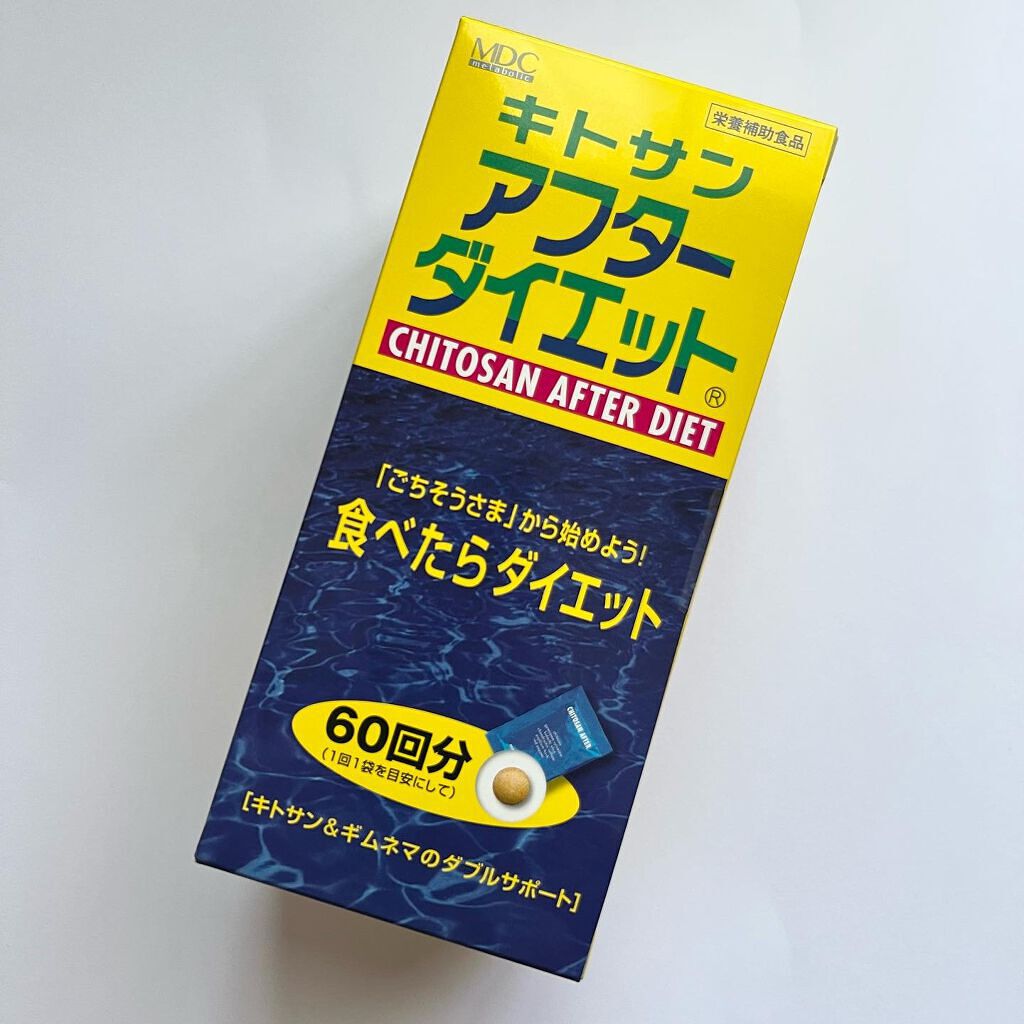 MDC
metabolic
栄養補助食品
キトサン
アフター
ダイエット®
CHITOSAN AFTER DIET
「ごちそうさま」から始めよう!
食べたらダイエット
60回分
(1回1袋を目安にして)
CHITOSAN AFTER
[キトサン&ギムネマのダブルサポート]